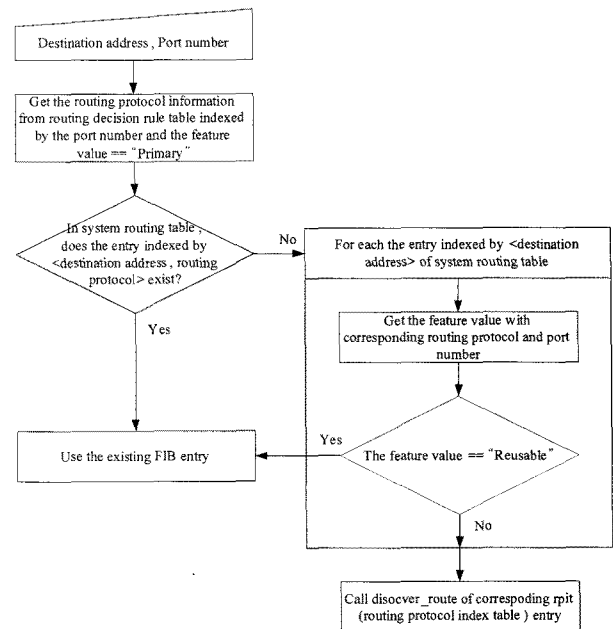 Destination address , Port number
Get the routing protocol information
from routing decision rule table indexed
by the port number and the feature
value == "Primary"
In system routing table ,
does the entry indexed by
<destination address , routing
protocol> exist?
No
Yes
For each the entry indexed by <destination
address> of system routing table
Get the feature value with
corresponding routing protocol and port
number
Yes
The feature value == "Reusable"
Use the existing FIB entry
No
Call disocver_route of correspoding rpit
(routing protocol index table ) entry